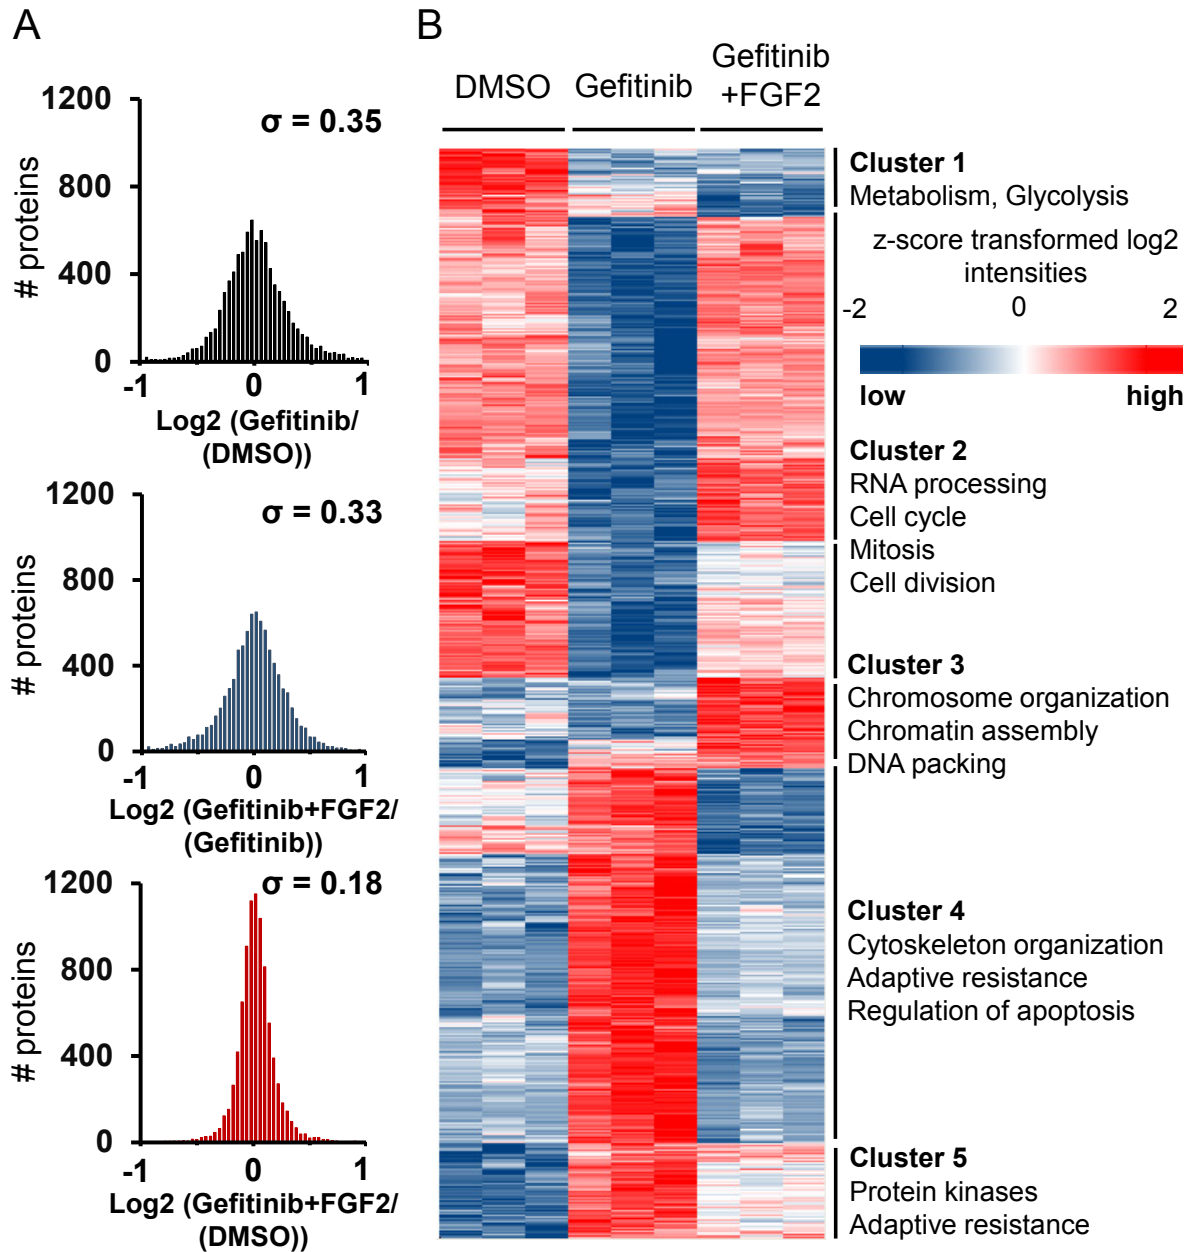 A
1200
800
400
0
# proteins
σ = 0.35
-1
0
1
Log2 (Gefitinib/
(DMSO))
1200
800
400
0
# proteins
σ = 0.33
-1
0
1
Log2 (Gefitinib+FGF2/
(Gefitinib))
1200
800
400
0
# proteins
σ = 0.18
-1
0
1
Log2 (Gefitinib+FGF2/
(DMSO))
B
DMSO
Gefitinib
Gefitinib
+FGF2
Cluster 1
Metabolism, Glycolysis
z-score transformed log2
intensities
-2 0 2
low high
Cluster 2
RNA processing
Cell cycle
Mitosis
Cell division
Cluster 3
Chromosome organization
Chromatin assembly
DNA packing
Cluster 4
Cytoskeleton organization
Adaptive resistance
Regulation of apoptosis
Cluster 5
Protein kinases
Adaptive resistance